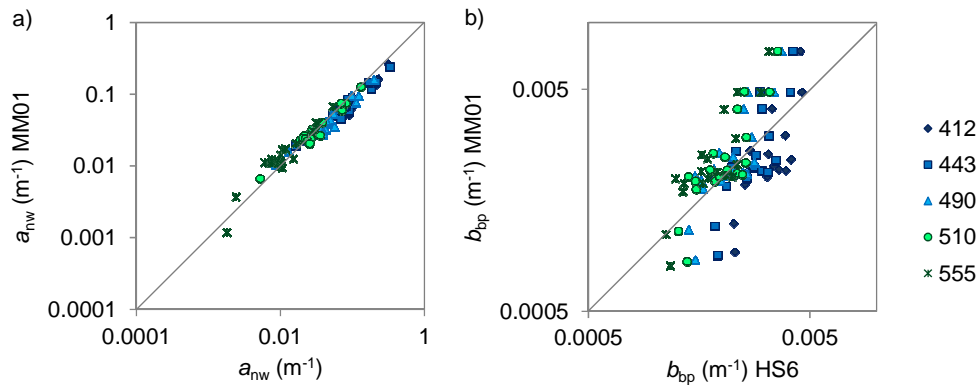 a)
1
0.1
0.01
0.001
0.0001
0.0001
0.01
1
a_nw (m⁻¹) MM01
a_nw (m⁻¹)
b)
0.005
0.0005
0.0005
0.005
b_bp (m⁻¹) MM01
b_bp (m⁻¹) HS6
412
443
490
510
555